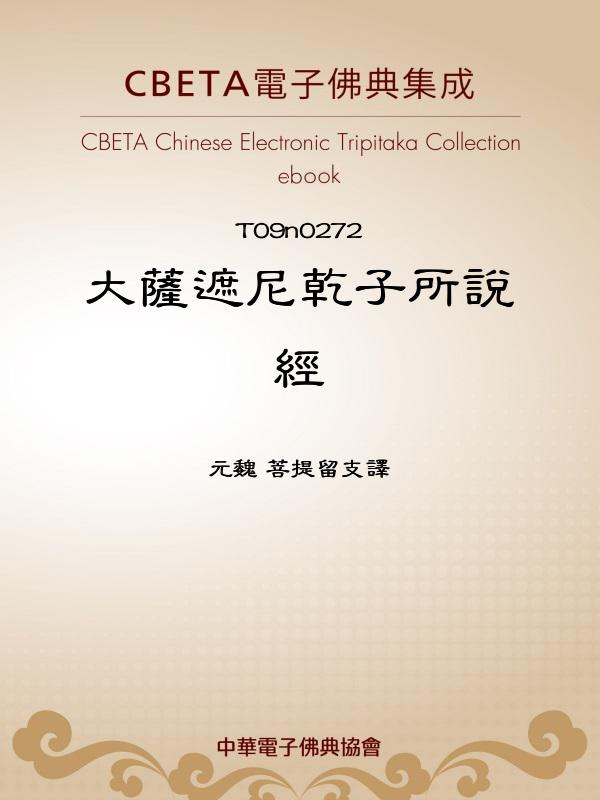 CBETA電子佛典集成
CBETA Chinese Electronic Tripitaka Collection
ebook
T09n0272
大薩遮尼乾子所說
經
元魏 菩提留支譯
中華電子佛典協會